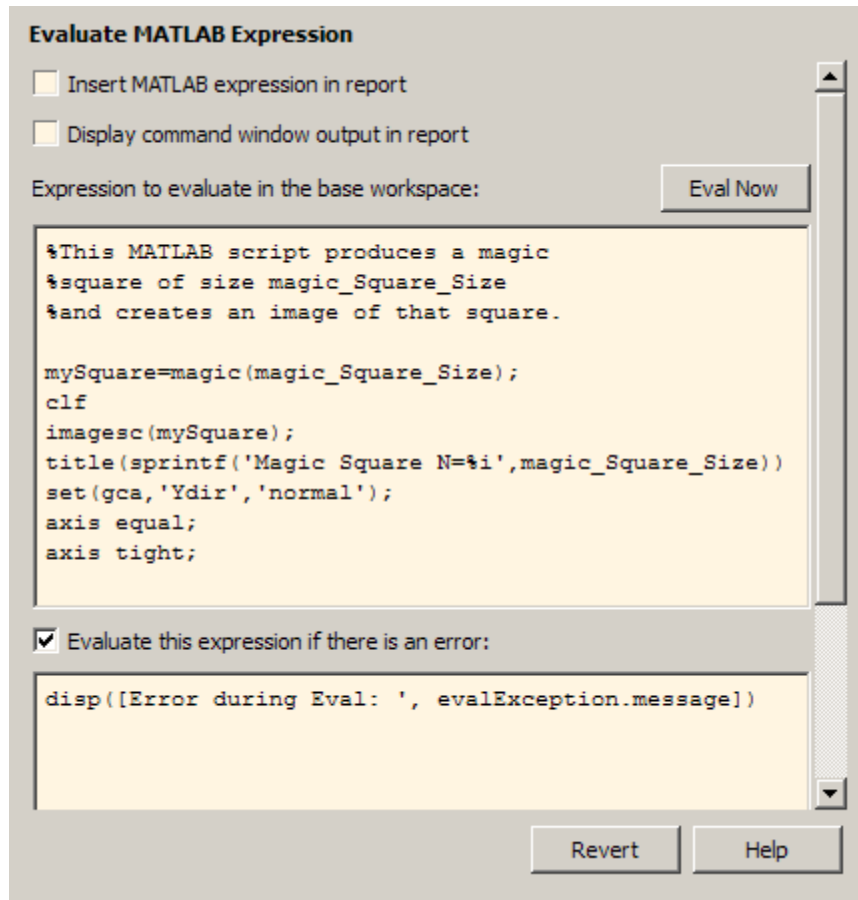 Evaluate MATLAB Expression
Insert MATLAB expression in report
Display command window output in report
Expression to evaluate in the base workspace:
Eval Now
%This MATLAB script produces a magic
%square of size magic_Square_Size
%and creates an image of that square.
mySquare=magic(magic_Square_Size);
clf
imagesc(mySquare);
title(sprintf('Magic Square N=%i',magic_Square_Size))
set(gca,'Ydir','normal');
axis equal;
axis tight;
Evaluate this expression if there is an error:
disp([Error during Eval: ', evalException.message])
Revert
Help